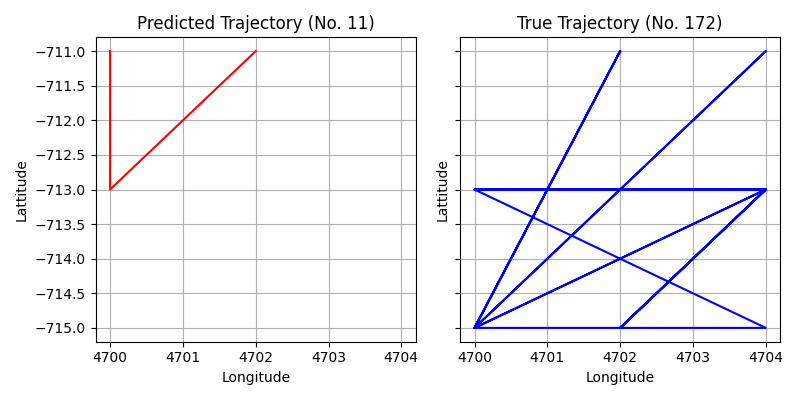 Predicted Trajectory (No. 11)
−711.0
−711.5
−712.0
−712.5
−713.0
−713.5
−714.0
−714.5
−715.0
Lattitude
4700 4701 4702 4703 4704
Longitude
True Trajectory (No. 172)
Lattitude
4700 4701 4702 4703 4704
Longitude